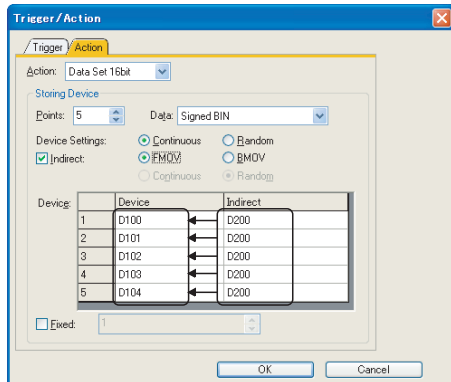 Trigger/Action
Trigger Action
Action: Data Set 16bit
Storing Device
Points: 5 Data: Signed BIN
Device Settings: Continuous Random
Indirect: FMOV BMOV
Continuous Random
Device: Device Indirect
1 D100 D200
2 D101 D200
3 D102 D200
4 D103 D200
5 D104 D200
Fixed: 1
OK Cancel